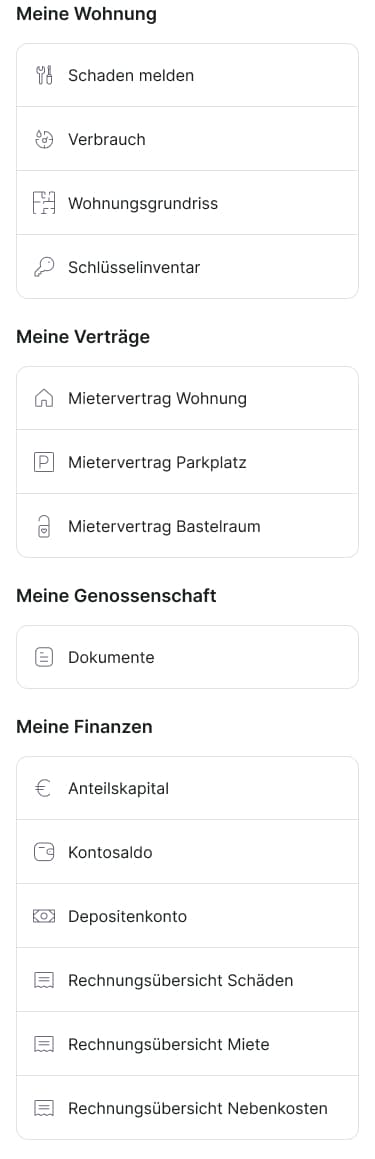 Meine Wohnung
Schaden melden
Verbrauch
Wohnungsgrundriss
Schlüsselinventar
Meine Verträge
Mietervertrag Wohnung
P
Mietervertrag Parkplatz
Mietervertrag Bastelraum
Meine Genossenschaft
Dokumente
Meine Finanzen
€
Anteilskapital
Kontosaldo
Depositenkonto
Rechnungsübersicht Schäden
Rechnungsübersicht Miete
Rechnungsübersicht Nebenkosten